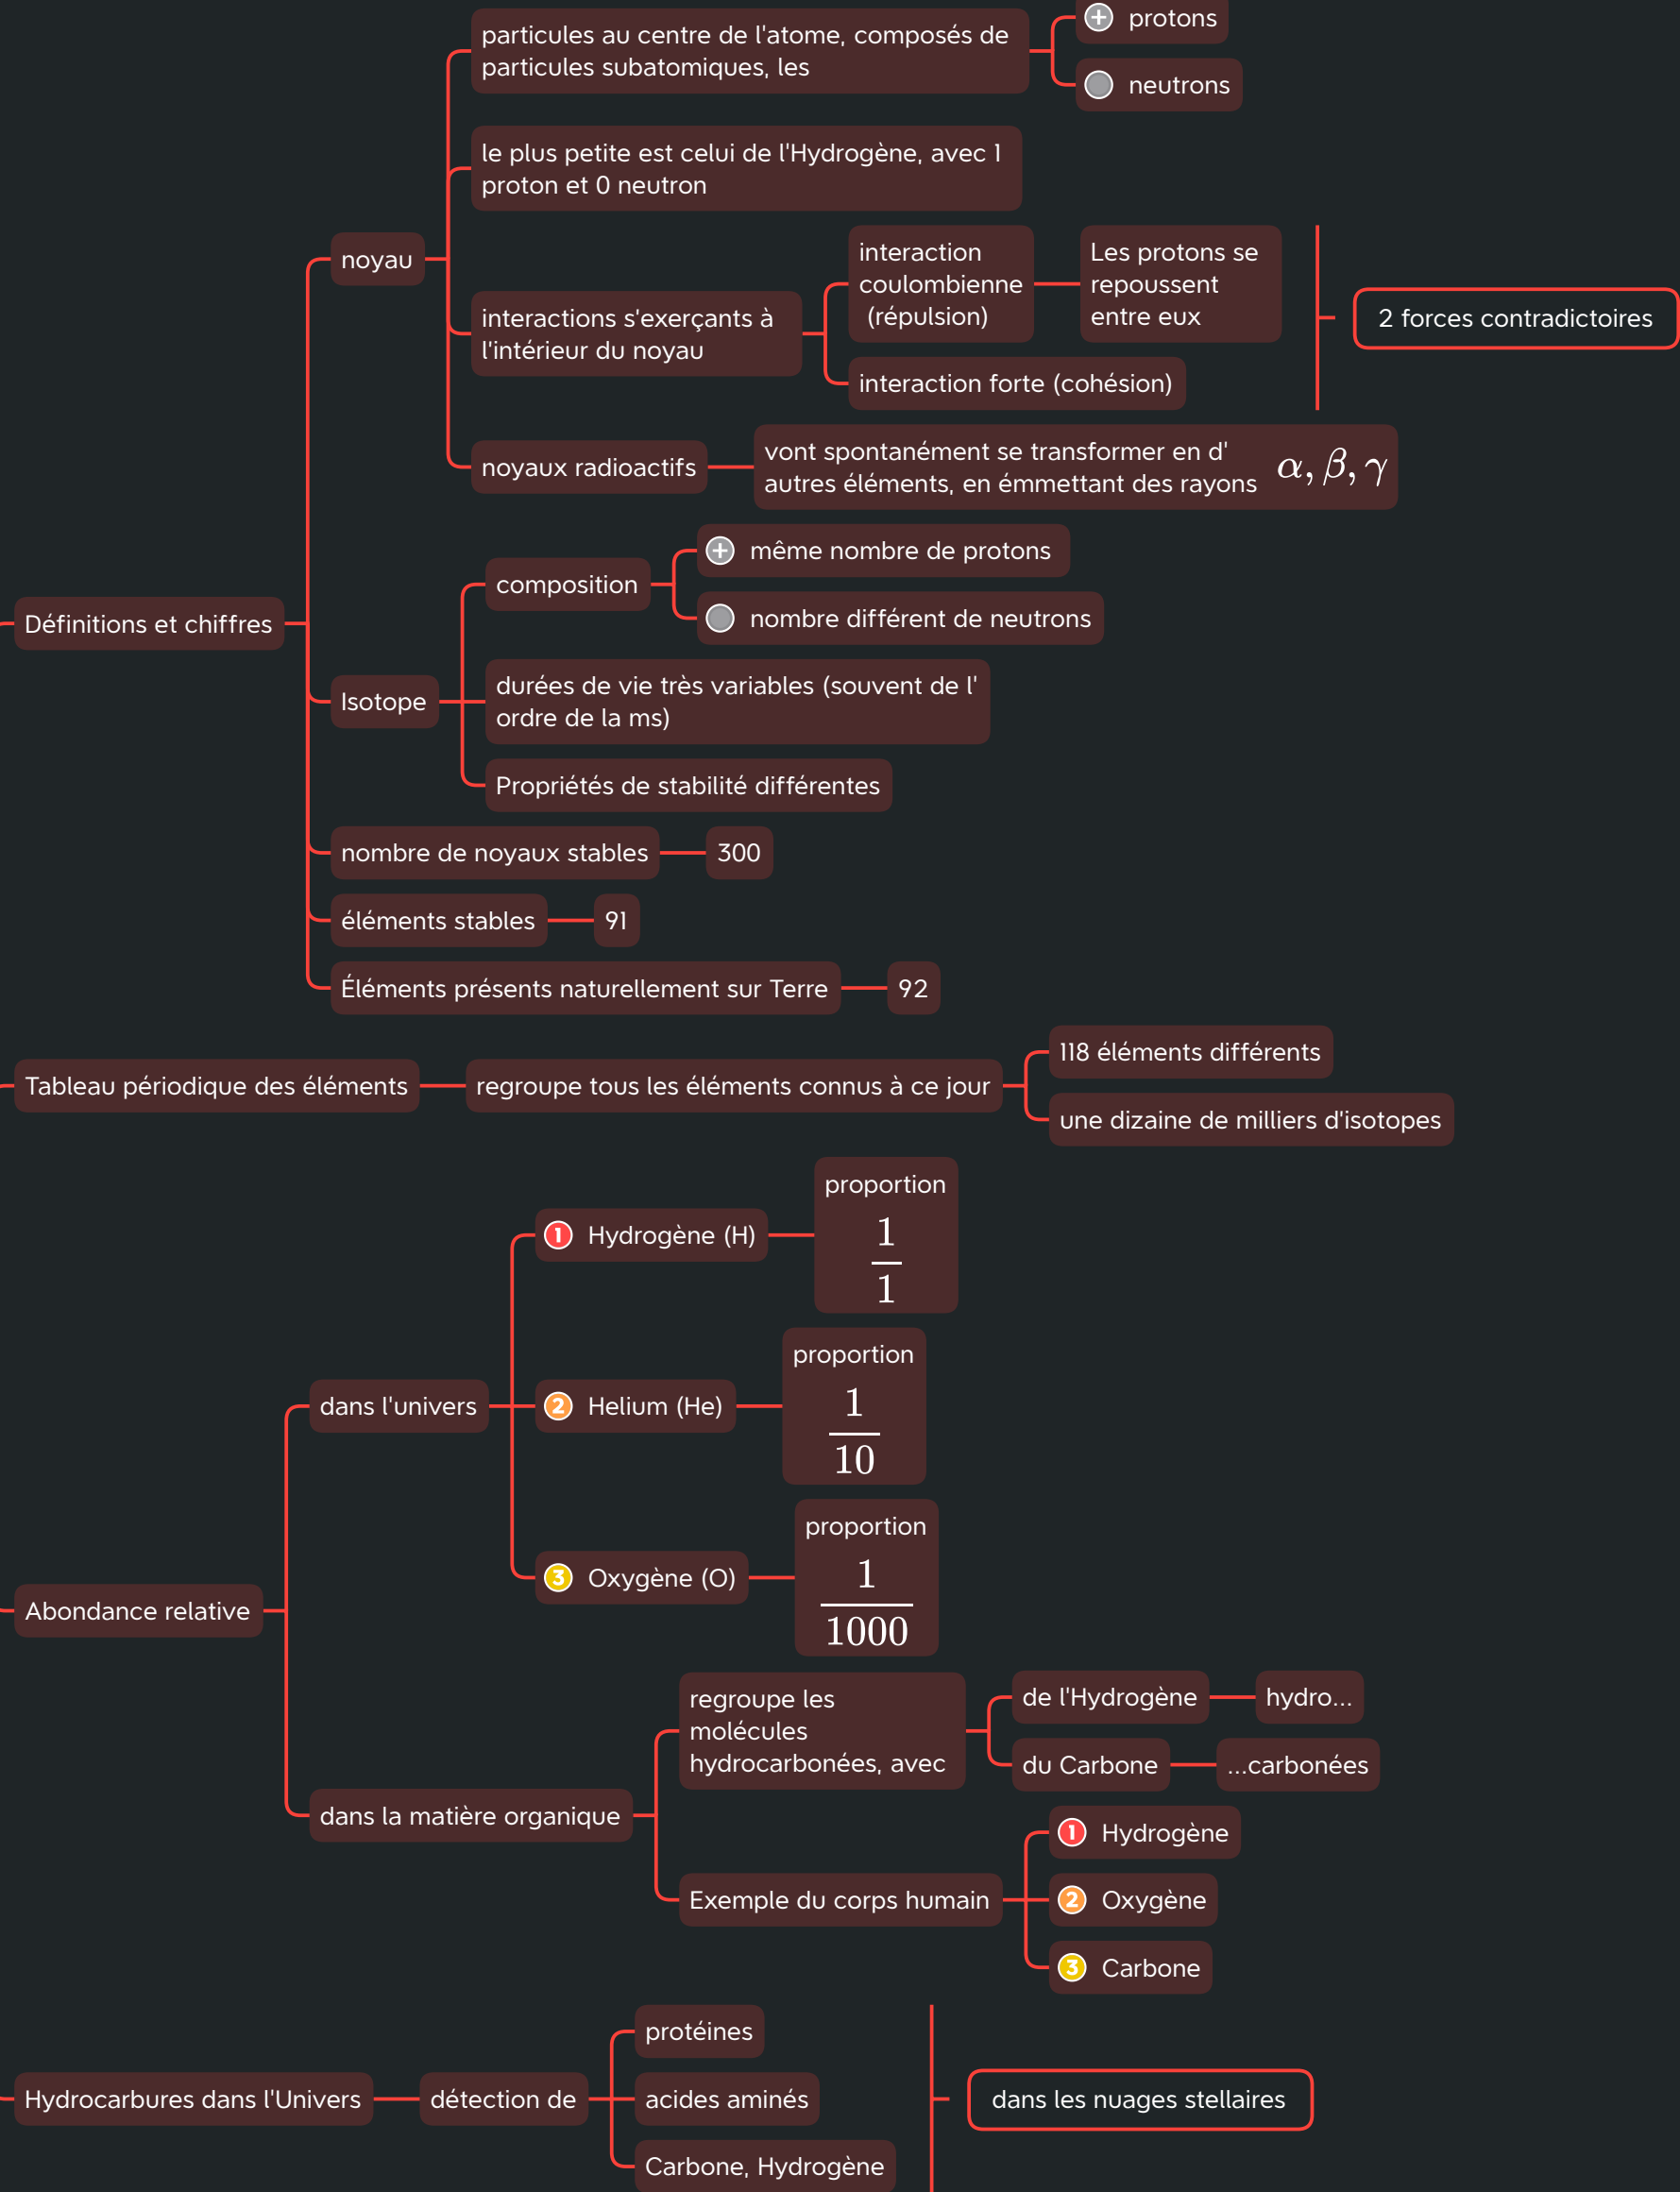 particules au centre de l'atome, composés de
particules subatomiques, les
protons
neutrons
le plus petite est celui de l'Hydrogène, avec 1
proton et 0 neutron
noyau
interactions s'exerçants à
l'intérieur du noyau
interaction
coulombienne
(répulsion)
Les protons se
repoussent
entre eux
interaction forte (cohésion)
2 forces contradictoires
noyaux radioactifs
vont spontanément se transformer en d'
autres éléments, en émmettant des rayons
α, β, γ
Définitions et chiffres
Isotope
composition
même nombre de protons
nombre différent de neutrons
durées de vie très variables (souvent de l'
ordre de la ms)
Propriétés de stabilité différentes
nombre de noyaux stables
300
éléments stables
91
Éléments présents naturellement sur Terre
92
Tableau périodique des éléments
regroupe tous les éléments connus à ce jour
118 éléments différents
une dizaine de milliers d'isotopes
Abondance relative
dans l'univers
1 Hydrogène (H)
proportion
1
1
2 Helium (He)
proportion
1
10
3 Oxygène (O)
proportion
1
1000
dans la matière organique
regroupe les
molécules
hydrocarbonées, avec
de l'Hydrogène
hydro...
du Carbone
...carbonées
Exemple du corps humain
1 Hydrogène
2 Oxygène
3 Carbone
Hydrocarbures dans l'Univers
détection de
protéines
acides aminés
Carbone, Hydrogène
dans les nuages stellaires